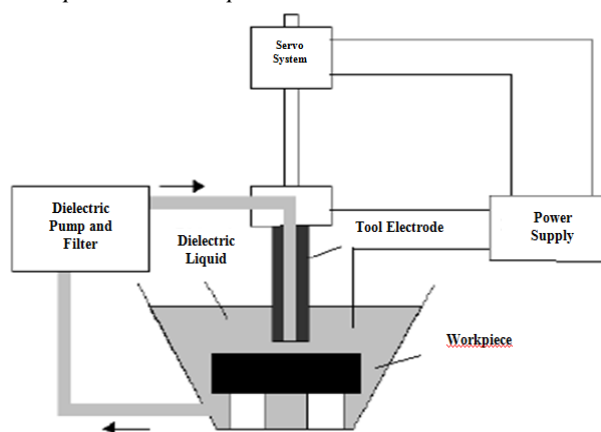 Servo
System
Dielectric
Pump and
Filter
Dielectric
Liquid
Tool Electrode
Power
Supply
Workpiece